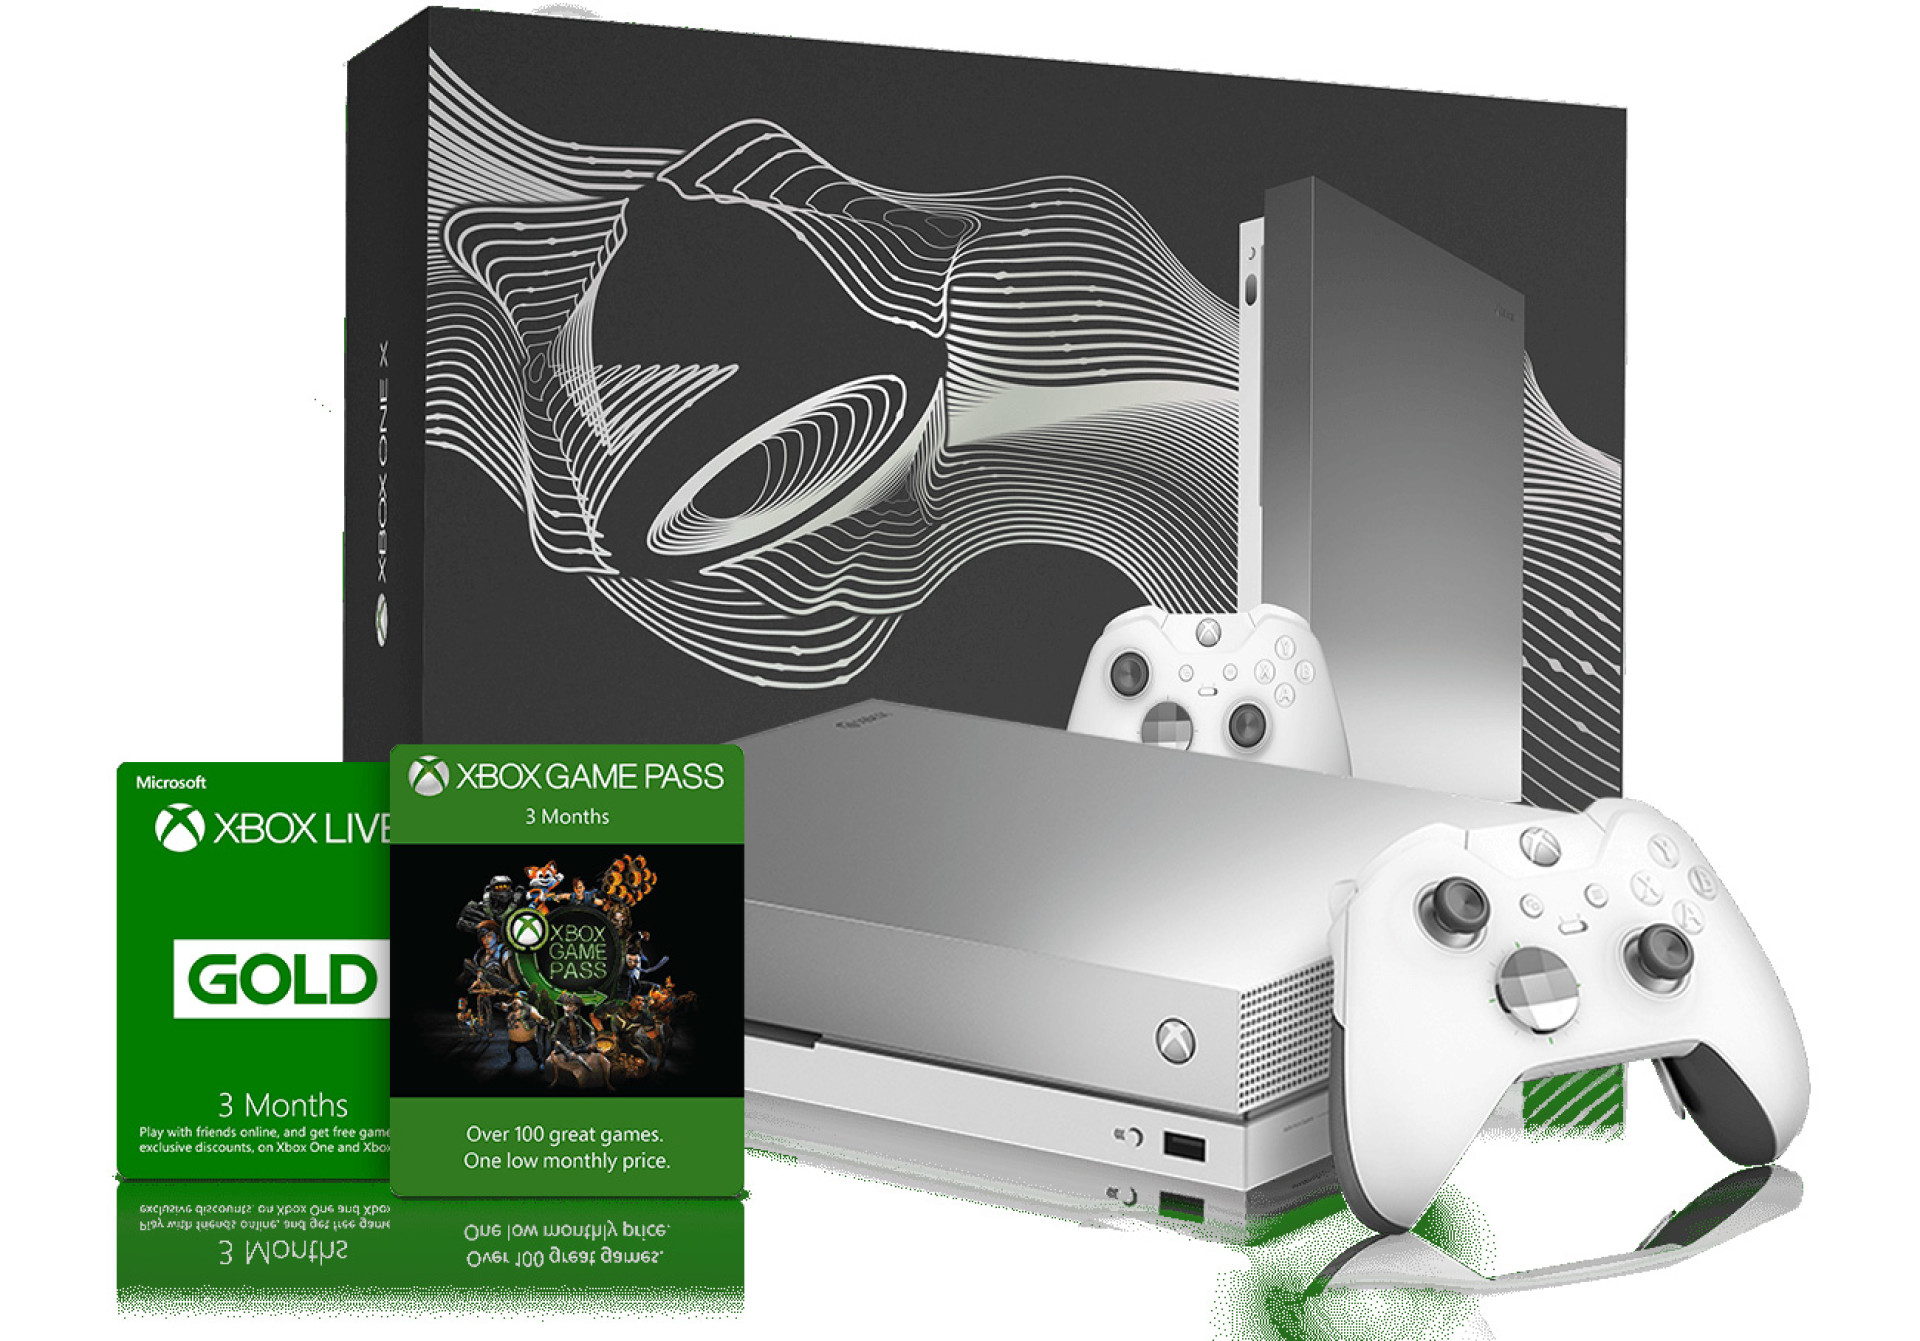 XBOX ONE X
Microsoft
XBOX LIVE
GOLD
3 Months
Play with friends online, and get free game
exclusive discounts, on Xbox One and Xbox
XBOX GAME PASS
3 Months
XBOX
GAME
PASS
Over 100 great games.
One low monthly price.
Y
X
B
A
Y
X
B
A